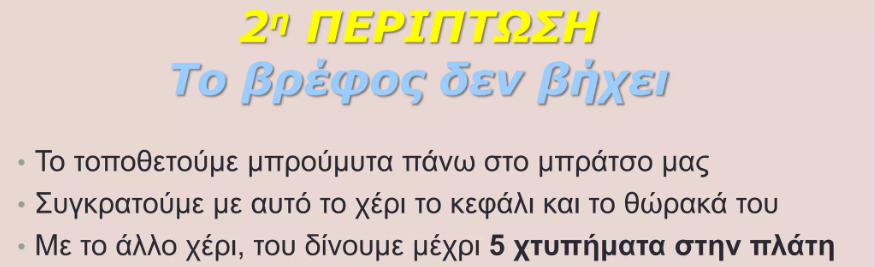 2η ΠΕΡΙΠΤΩΣΗ
Το βρέφος δεν βήχει
• Το τοποθετούμε μπρούμυτα πάνω στο μπράτσο μας
• Συγκρατούμε με αυτό το χέρι το κεφάλι και το θώρακά του
• Με το άλλο χέρι, του δίνουμε μέχρι 5 χτυπήματα στην πλάτη